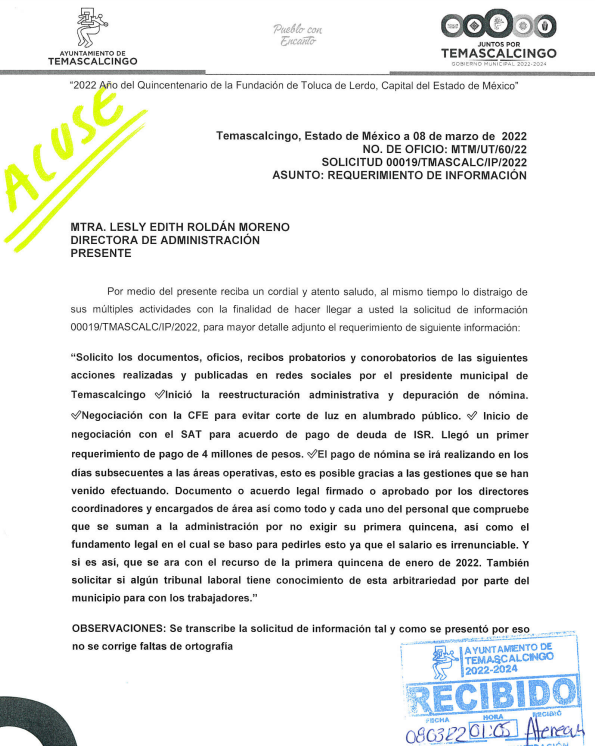 AYUNTAMIENTO DE
TEMASCALCINGO
Pueblo con
Encanto
JUNTOS POR
TEMASCALCINGO
GOBIERNO MUNICIPAL 2022-2024
"2022 Año del Quincentenario de la Fundación de Toluca de Lerdo, Capital del Estado de México"
ACUSE
Temascalcingo, Estado de México a 08 de marzo de 2022
NO. DE OFICIO: MTM/UT/60/22
SOLICITUD 00019/TMASCALC/IP/2022
ASUNTO: REQUERIMIENTO DE INFORMACIÓN
MTRA. LESLY EDITH ROLDÁN MORENO
DIRECTORA DE ADMINISTRACIÓN
PRESENTE
Por medio del presente reciba un cordial y atento saludo, al mismo tiempo lo distraigo de
sus múltiples actividades con la finalidad de hacer llegar a usted la solicitud de información
00019/TMASCALC/IP/2022, para mayor detalle adjunto el requerimiento de siguiente información:
"Solicito los documentos, oficios, recibos probatorios y conorobatorios de las siguientes
acciones realizadas y publicadas en redes sociales por el presidente municipal de
Temascalcingo ✓Inició la reestructuración administrativa y depuración de nómina.
✓Negociación con la CFE para evitar corte de luz en alumbrado público. ✓ Inicio de
negociación con el SAT para acuerdo de pago de deuda de ISR. Llegó un primer
requerimiento de pago de 4 millones de pesos. ✓El pago de nómina se irá realizando en los
días subsecuentes a las áreas operativas, esto es posible gracias a las gestiones que se han
venido efectuando. Documento o acuerdo legal firmado o aprobado por los directores
coordinadores y encargados de área así como todo y cada uno del personal que compruebe
que se suman a la administración por no exigir su primera quincena, así como el
fundamento legal en el cual se baso para pedirles esto ya que el salario es irrenunciable. Y
si es así, que se ara con el recurso de la primera quincena de enero de 2022. También
solicitar si algún tribunal laboral tiene conocimiento de esta arbitrariedad por parte del
municipio para con los trabajadores."
OBSERVACIONES: Se transcribe la solicitud de información tal y como se presentó por eso
no se corrige faltas de ortografía
AYUNTAMIENTO DE
TEMASCALCINGO
2022-2024
RECIBIDO
FECHA HORA RECIBIÓ
080322 01:05